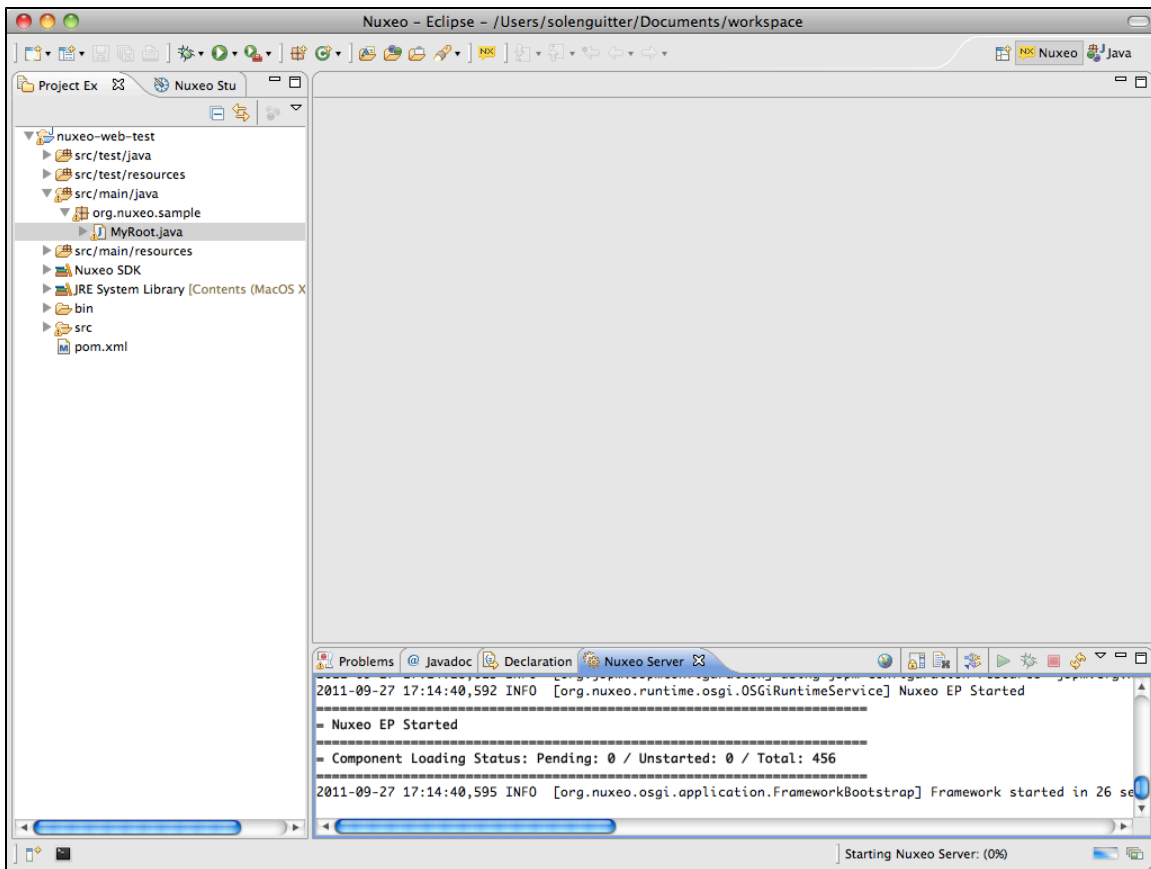 Nuxeo – Eclipse – /Users/solenguitter/Documents/workspace
NX Nuxeo Java
Project Ex Nuxeo Stu
nuxeo-web-test
src/test/java
src/test/resources
src/main/java
org.nuxeo.sample
MyRoot.java
src/main/resources
Nuxeo SDK
JRE System Library [Contents (MacOS X
bin
src
pom.xml
Problems @ Javadoc Declaration Nuxeo Server
2011-09-27 17:14:40,592 INFO [org.nuxeo.runtime.osgi.OSGiRuntimeService] Nuxeo EP Started
= Nuxeo EP Started
= Component Loading Status: Pending: 0 / Unstarted: 0 / Total: 456
2011-09-27 17:14:40,595 INFO [org.nuxeo.osgi.application.FrameworkBootstrap] Framework started in 26 se
Starting Nuxeo Server: (0%)